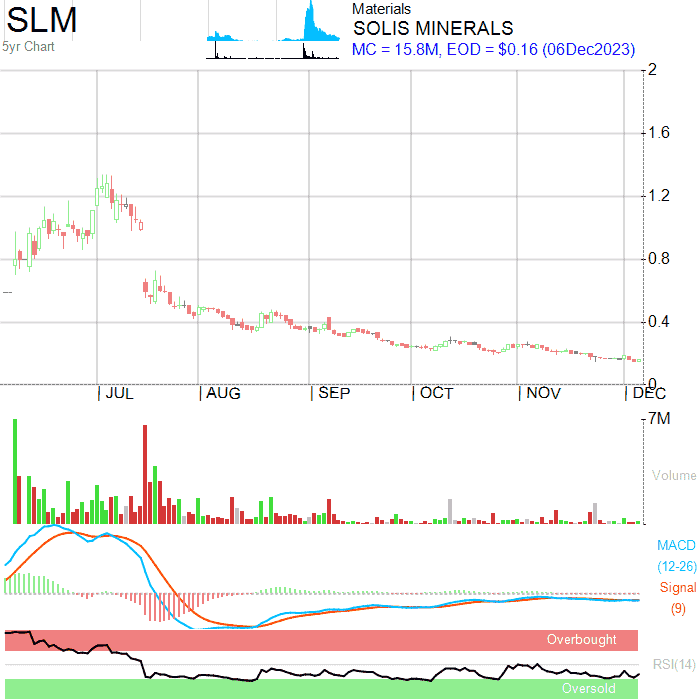 SLM
5yr Chart
Materials
SOLIS MINERALS
MC = 15.8M, EOD = $0.16 (06Dec2023)
2
1.6
1.2
0.8
0.4
0
JUL
AUG
SEP
OCT
NOV
DEC
7M
Volume
MACD
(12-26)
Signal
(9)
Overbought
RSI(14)
Oversold